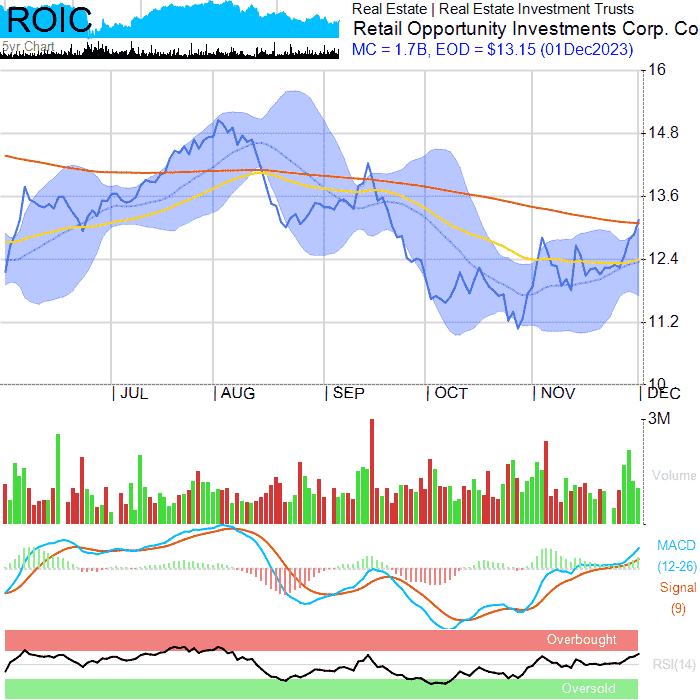 ROIC
5yr Chart
Real Estate | Real Estate Investment Trusts
Retail Opportunity Investments Corp. Co
MC = 1.7B, EOD = $13.15 (01Dec2023)
16
14.8
13.6
12.4
11.2
10
| JUL | AUG | SEP | OCT | NOV | DEC
3M
Volume
MACD
(12-26)
Signal
(9)
Overbought
RSI(14)
Oversold